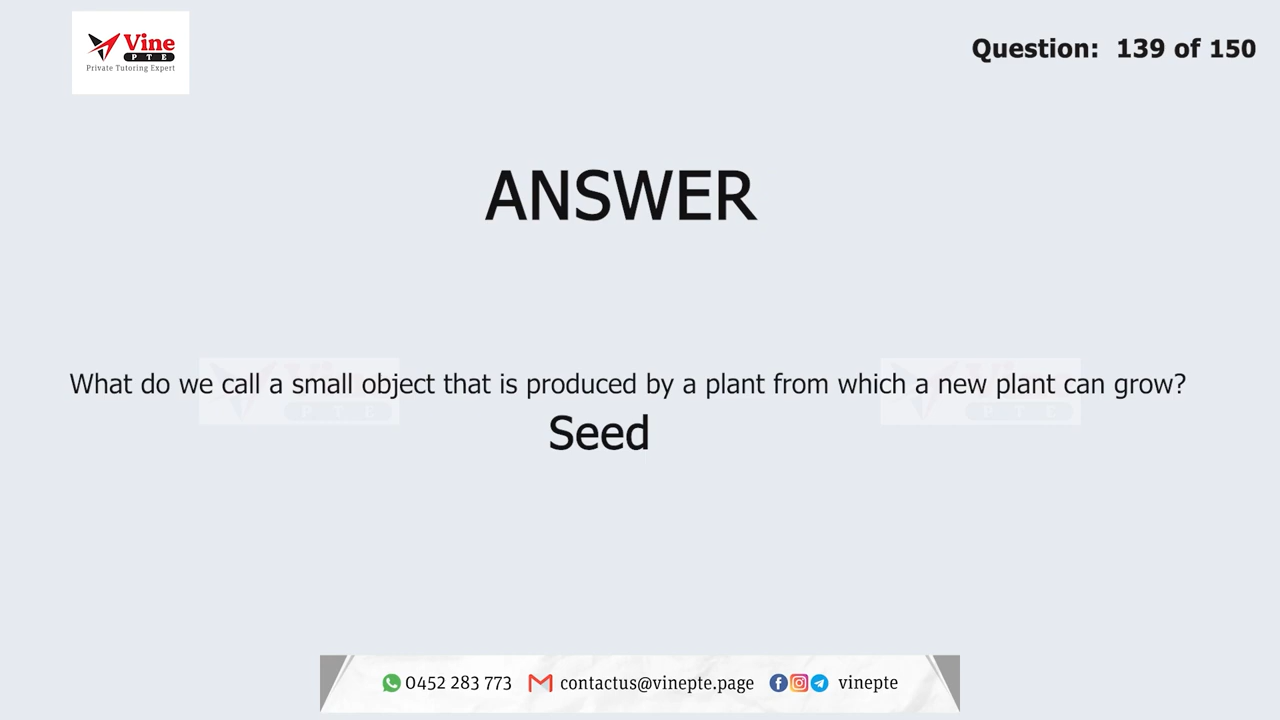 Vine
PTE
Private Tutoring Expert
Question: 139 of 150
ANSWER
What do we call a small object that is produced by a plant from which a new plant can grow?
Seed
0452 283 773 contactus@vinepte.page vinepte